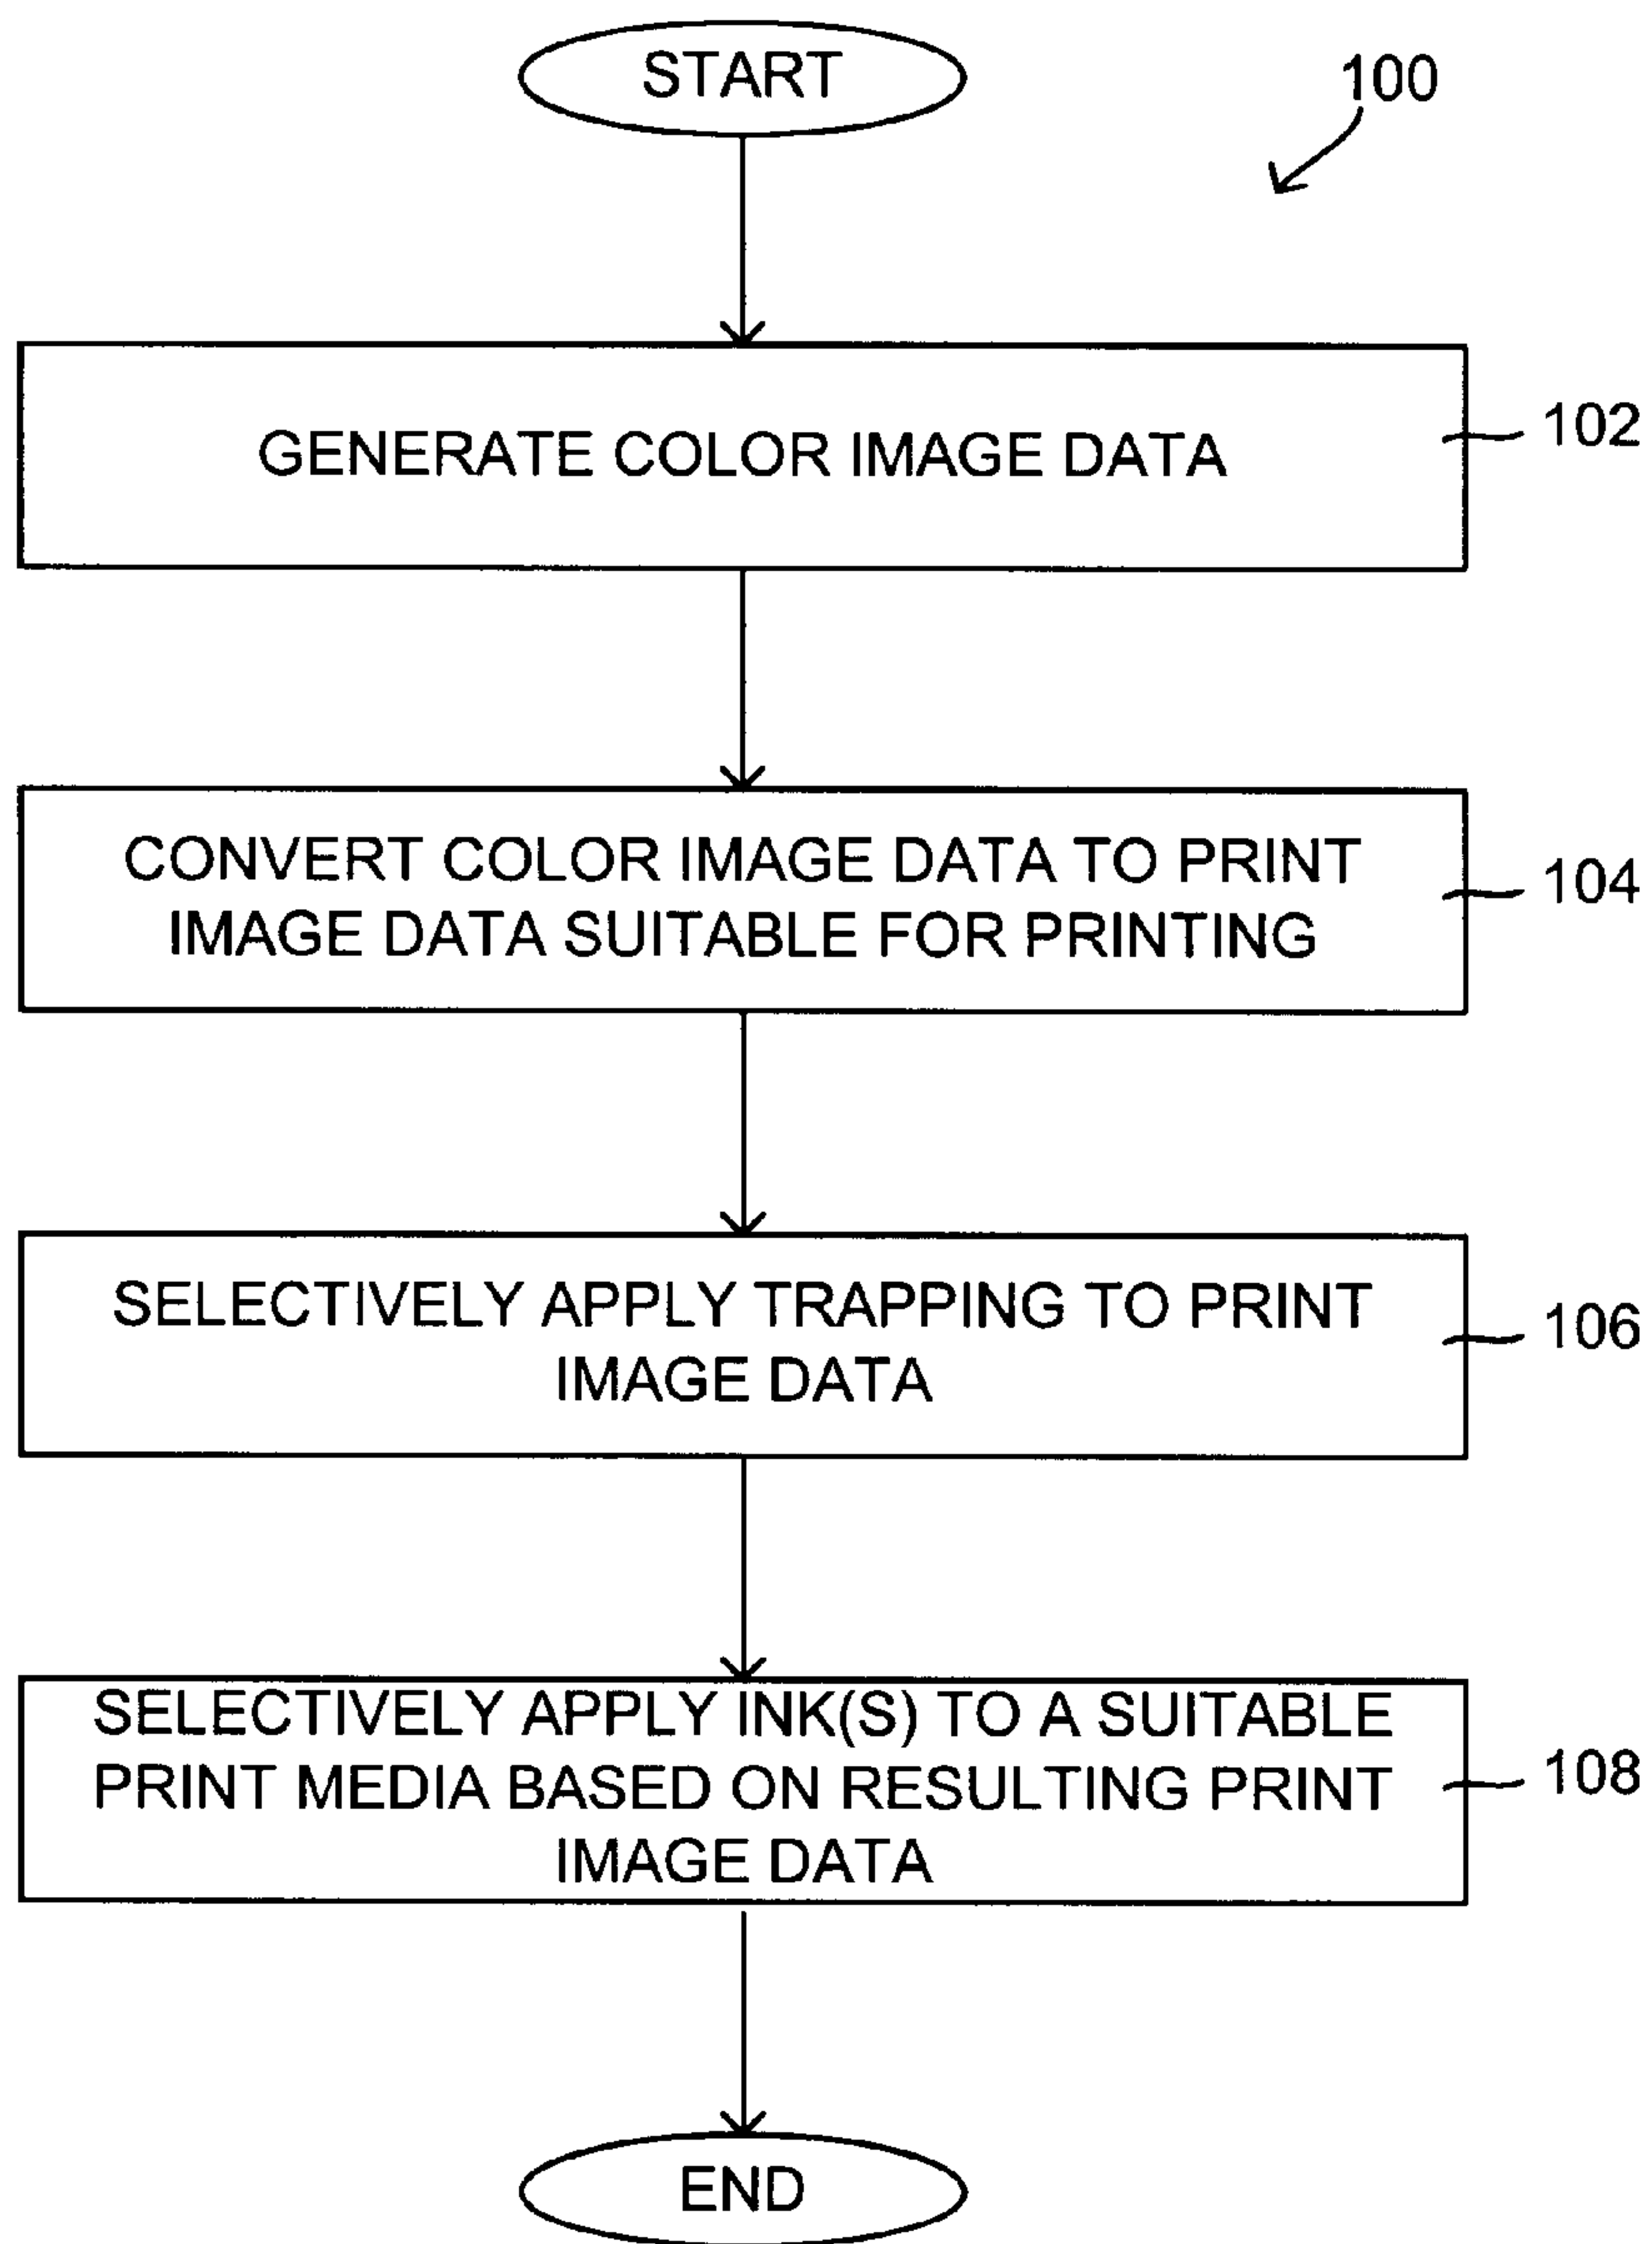 START
100
GENERATE COLOR IMAGE DATA
102
CONVERT COLOR IMAGE DATA TO PRINT
IMAGE DATA SUITABLE FOR PRINTING
104
SELECTIVELY APPLY TRAPPING TO PRINT
IMAGE DATA
106
SELECTIVELY APPLY INK(S) TO A SUITABLE
PRINT MEDIA BASED ON RESULTING PRINT
IMAGE DATA
108
END